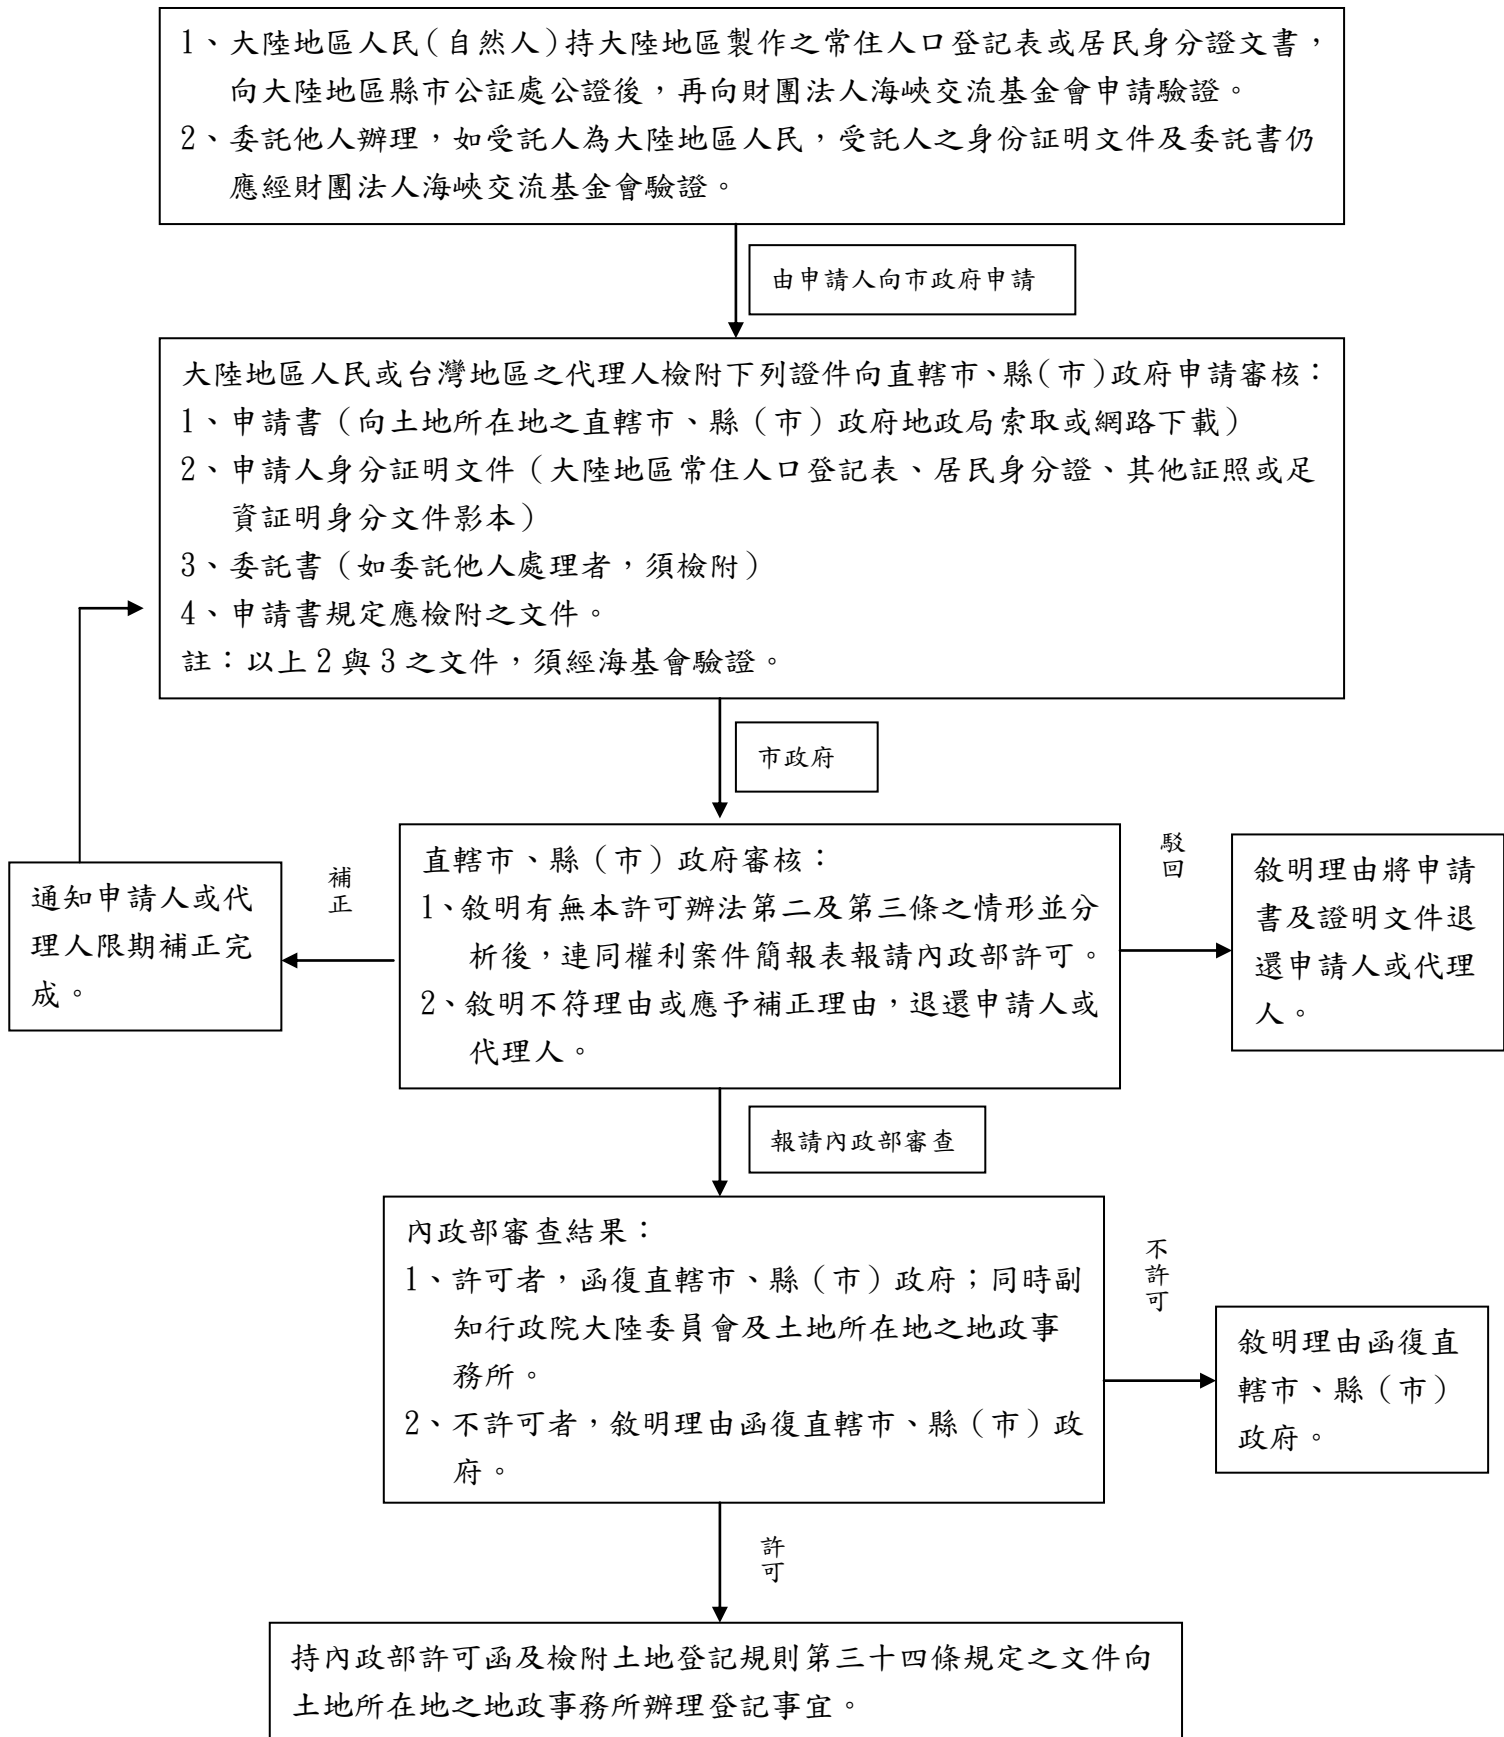 1、大陸地區人民(自然人)持大陸地區製作之常住人口登記表或居民身分證文書，
向大陸地區縣市公証處公證後，再向財團法人海峽交流基金會申請驗證。
2、委託他人辦理，如受託人為大陸地區人民，受託人之身份証明文件及委託書仍
應經財團法人海峽交流基金會驗證。
由申請人向市政府申請
大陸地區人民或台灣地區之代理人檢附下列證件向直轄市、縣(市)政府申請審核：
1、申請書（向土地所在地之直轄市、縣（市）政府地政局索取或網路下載）
2、申請人身分証明文件（大陸地區常住人口登記表、居民身分證、其他証照或足
資証明身分文件影本）
3、委託書（如委託他人處理者，須檢附）
4、申請書規定應檢附之文件。
註：以上 2 與 3 之文件，須經海基會驗證。
市政府
直轄市、縣（市）政府審核：
1、敘明有無本許可辦法第二及第三條之情形並分
析後，連同權利案件簡報表報請內政部許可。
2、敘明不符理由或應予補正理由，退還申請人或
代理人。
補正
通知申請人或代
理人限期補正完
成。
駁回
敘明理由將申請
書及證明文件退
還申請人或代理
人。
報請內政部審查
內政部審查結果：
1、許可者，函復直轄市、縣（市）政府；同時副
知行政院大陸委員會及土地所在地之地政事
務所。
2、不許可者，敘明理由函復直轄市、縣（市）政
府。
不許可
敘明理由函復直
轄市、縣（市）
政府。
許可
持內政部許可函及檢附土地登記規則第三十四條規定之文件向
土地所在地之地政事務所辦理登記事宜。